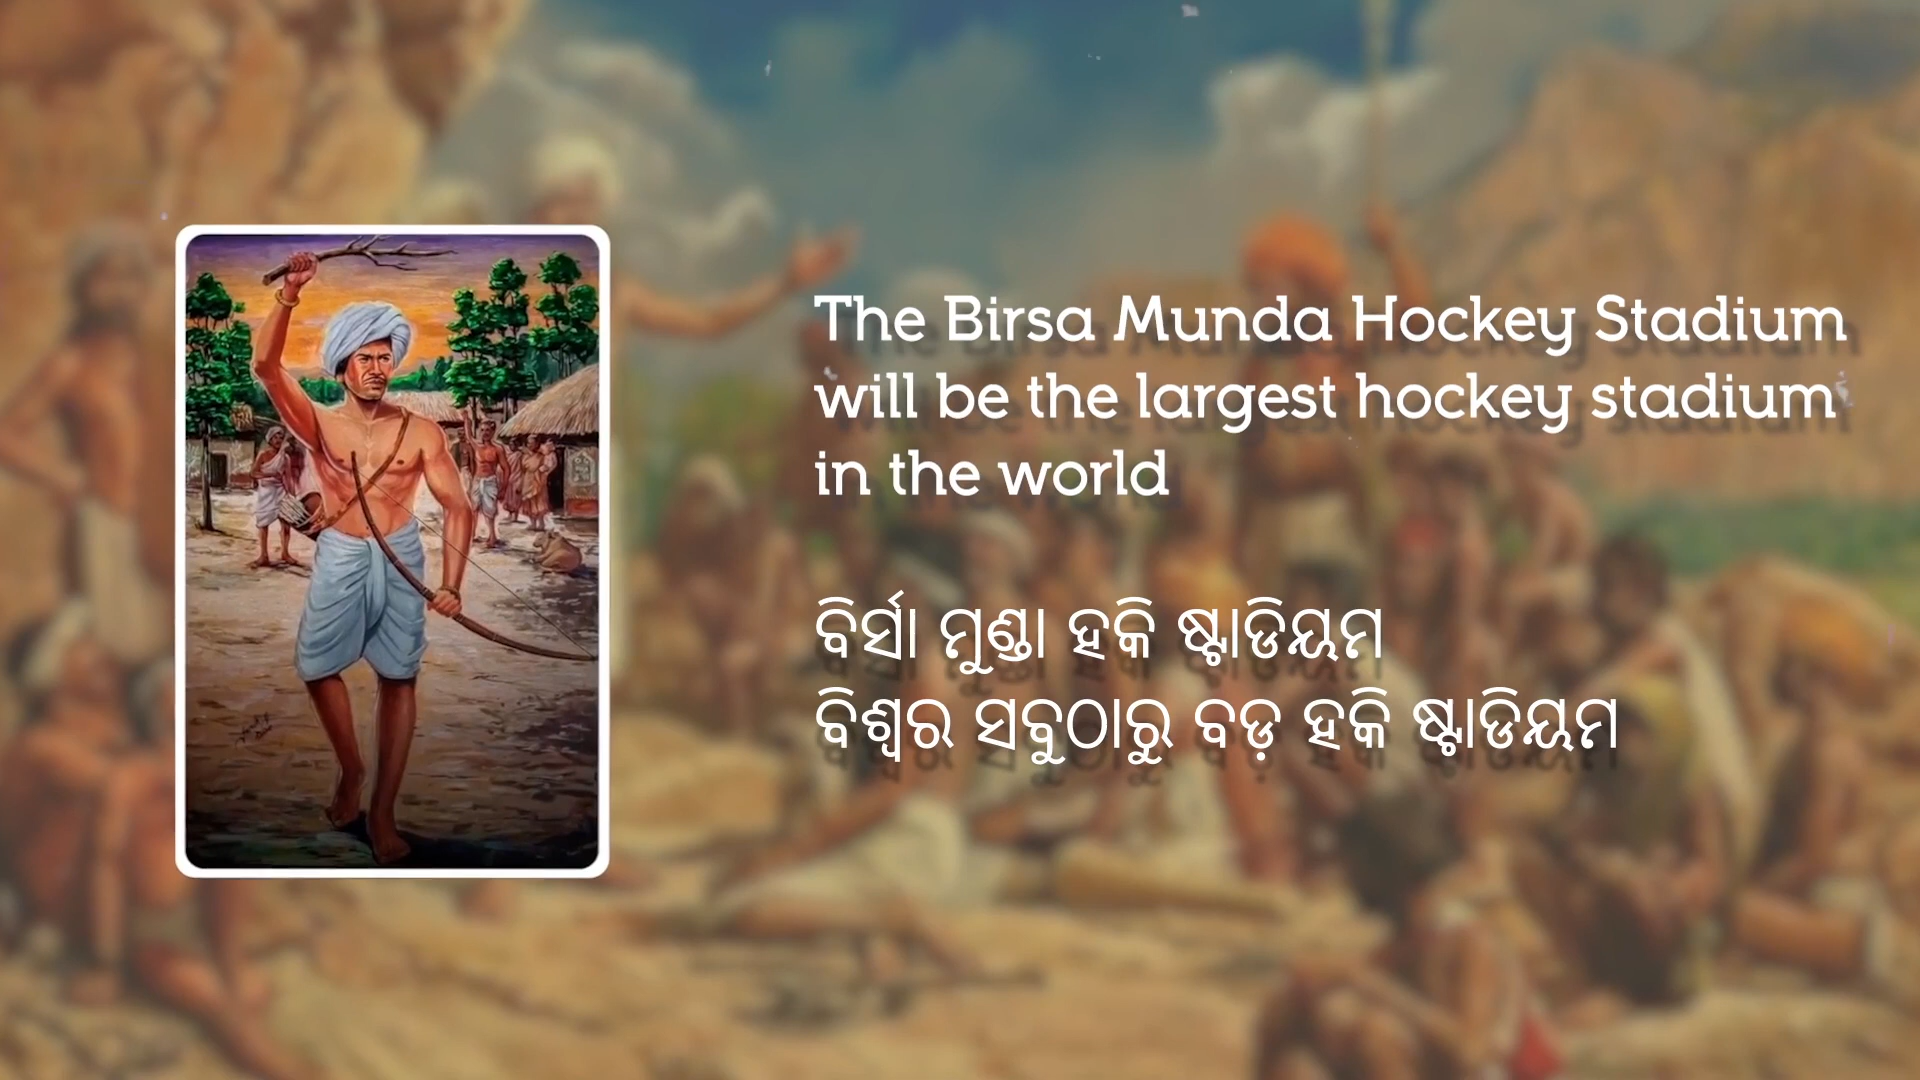 The Birsa Munda Hockey Stadium
will be the largest hockey stadium
in the world
ବିର୍ସା ମୁଣ୍ଡା ହକି ଷ୍ଟାଡିୟମ
ବିଶ୍ୱର ସବୁଠାରୁ ବଡ଼ ହକି ଷ୍ଟାଡିୟମ